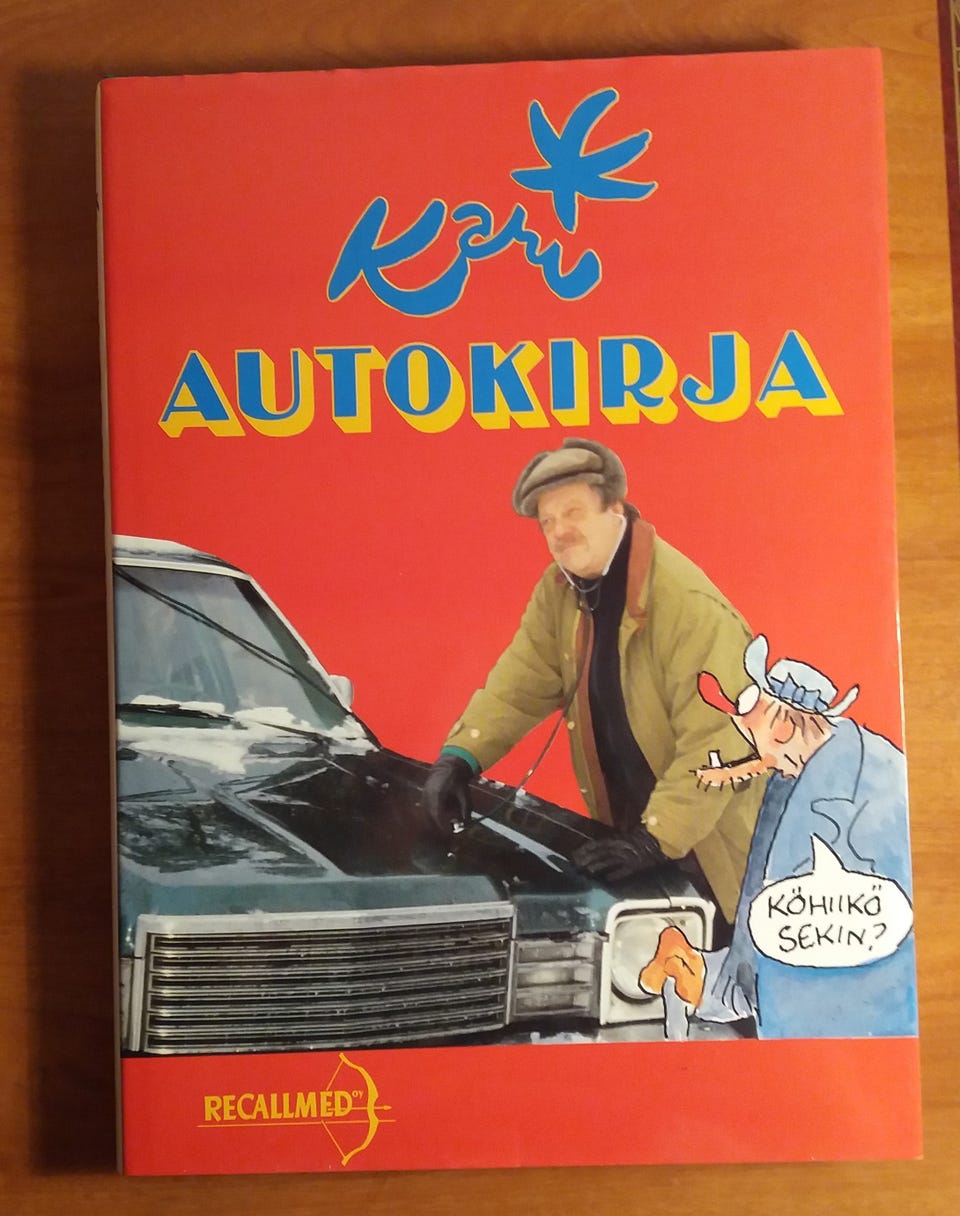 Kari
AUTOKIRJA
KÖHIIKÖ
SEKIN?
RECALLMED OY